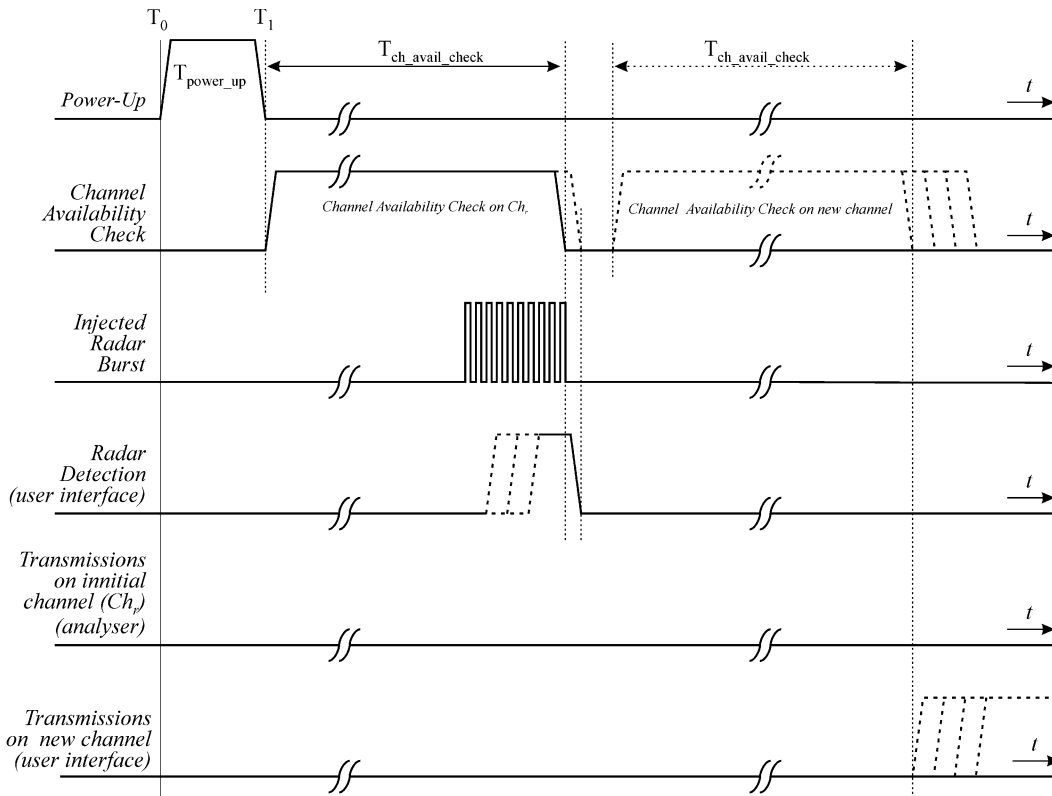 T0 T1
Tpower_up
Tch_avail_check
Tch_avail_check
Power-Up
t
Channel
Availability
Check
Channel Availability Check on Chr
Channel Availability Check on new channel
t
Injected
Radar
Burst
t
Radar
Detection
(user interface)
t
Transmissions
on innitial
channel (Chr)
(analyser)
t
Transmissions
on new channel
(user interface)
t